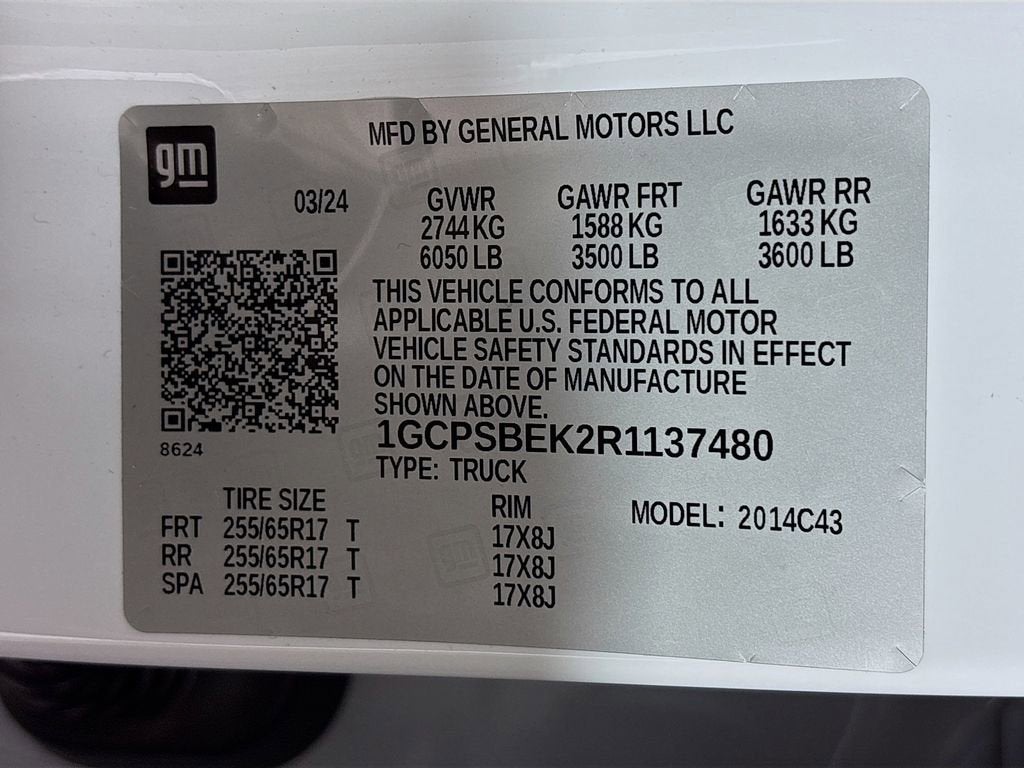 gm
MFD BY GENERAL MOTORS LLC
03/24 GVWR GAWR FRT GAWR RR
2744 KG 1588 KG 1633 KG
6050 LB 3500 LB 3600 LB
THIS VEHICLE CONFORMS TO ALL
APPLICABLE U.S. FEDERAL MOTOR
VEHICLE SAFETY STANDARDS IN EFFECT
ON THE DATE OF MANUFACTURE
SHOWN ABOVE.
8624
1GCPSBEK2R1137480
TYPE: TRUCK
TIRE SIZE RIM MODEL: 2014C43
FRT 255/65R17 T 17X8J
RR 255/65R17 T 17X8J
SPA 255/65R17 T 17X8J
gm